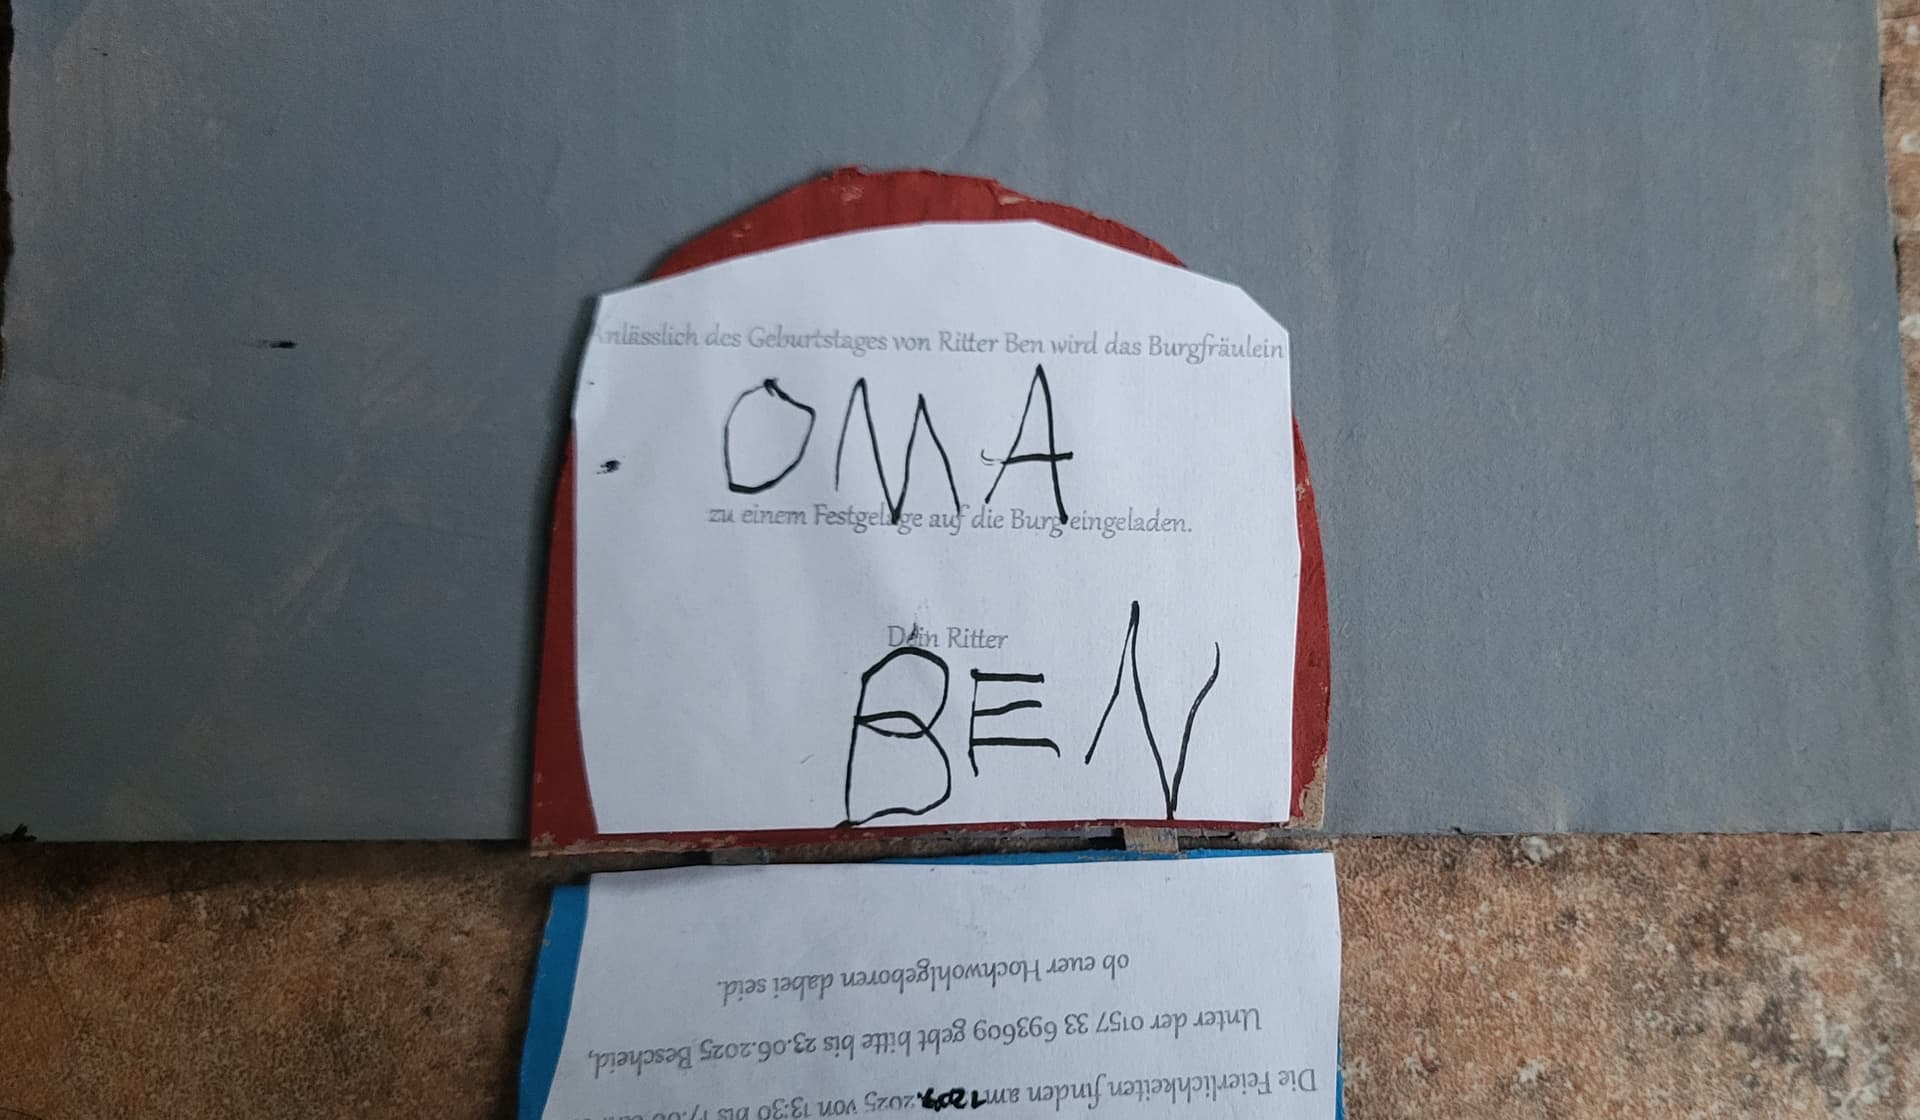 nlässlich des Geburtstages von Ritter Ben wird das Burgfräulein
OMA
zu einem Festgelage auf die Burg eingeladen.
Dein Ritter
BEN
Die Feierlichkeiten finden am 2025 von 13:30 bis
Unter der 0157 33 693609 gebt bitte bis 23.06.2025 Bescheid,
ob euer Hochwohlgeboren dabei seid.